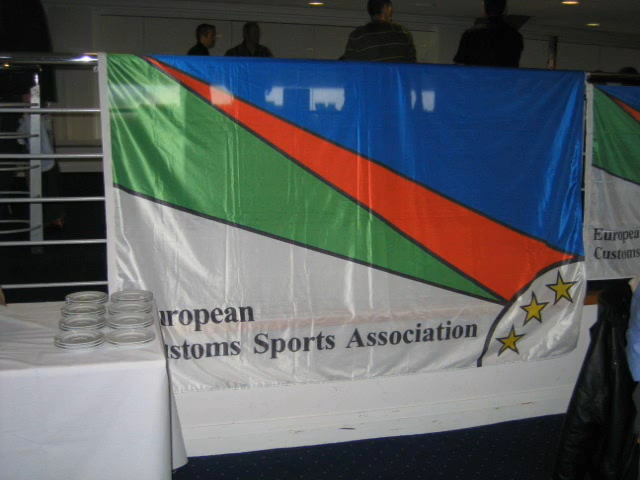 uropean
ustoms Sports Association
Europea
Customs